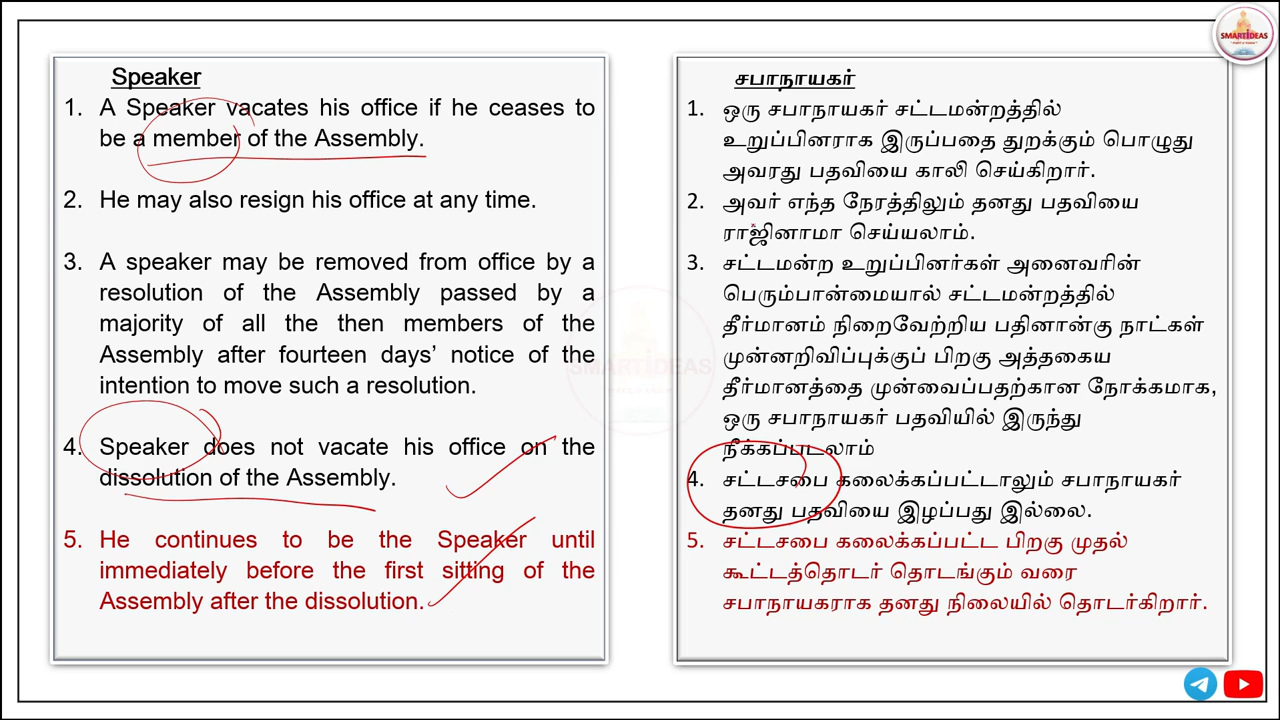 SMARTIDEAS
Speaker
1. A Speaker vacates his office if he ceases to
be a member of the Assembly.
2. He may also resign his office at any time.
3. A speaker may be removed from office by a
resolution of the Assembly passed by a
majority of all the then members of the
Assembly after fourteen days’ notice of the
intention to move such a resolution.
4. Speaker does not vacate his office on the
dissolution of the Assembly.
5. He continues to be the Speaker until
immediately before the first sitting of the
Assembly after the dissolution.
சபாநாயகர்
1. ஒரு சபாநாயகர் சட்டமன்றத்தில்
உறுப்பினராக இருப்பதை துறக்கும் பொழுது
அவரது பதவியை காலி செய்கிறார்.
2. அவர் எந்த நேரத்திலும் தனது பதவியை
ராஜினாமா செய்யலாம்.
3. சட்டமன்ற உறுப்பினர்கள் அனைவரின்
பெரும்பான்மையால் சட்டமன்றத்தில்
தீர்மானம் நிறைவேற்றிய பதினான்கு நாட்கள்
முன்னறிவிப்புக்குப் பிறகு அத்தகைய
தீர்மானத்தை முன்வைப்பதற்கான நோக்கமாக,
ஒரு சபாநாயகர் பதவியில் இருந்து
நீக்கப்படலாம்
4. சட்டசபை கலைக்கப்பட்டாலும் சபாநாயகர்
தனது பதவியை இழப்பது இல்லை.
5. சட்டசபை கலைக்கப்பட்ட பிறகு முதல்
கூட்டத்தொடர் தொடங்கும் வரை
சபாநாயகராக தனது நிலையில் தொடர்கிறார்.
SMARTIDEAS